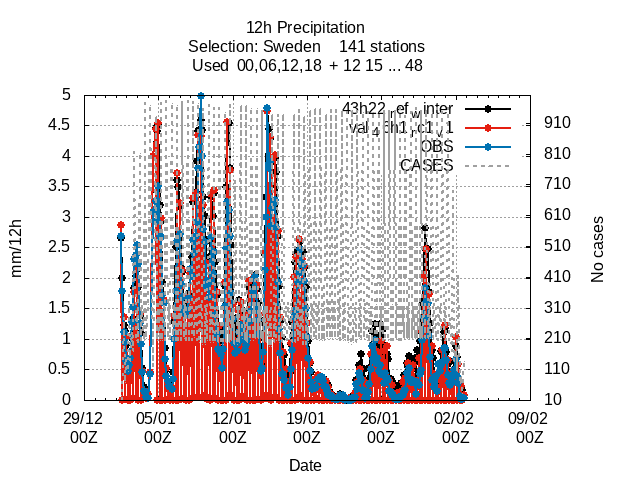 12h Precipitation
Selection: Sweden 141 stations
Used 00,06,12,18 + 12 15 ... 48
5
4.5
4
3.5
3
2.5
2
1.5
1
0.5
0
910
810
710
610
510
410
310
210
110
10
mm/12h
No cases
OBS
CASES
29/12 05/01 12/01 19/01 26/01 02/02 09/02
00Z 00Z 00Z 00Z 00Z 00Z 00Z
Date